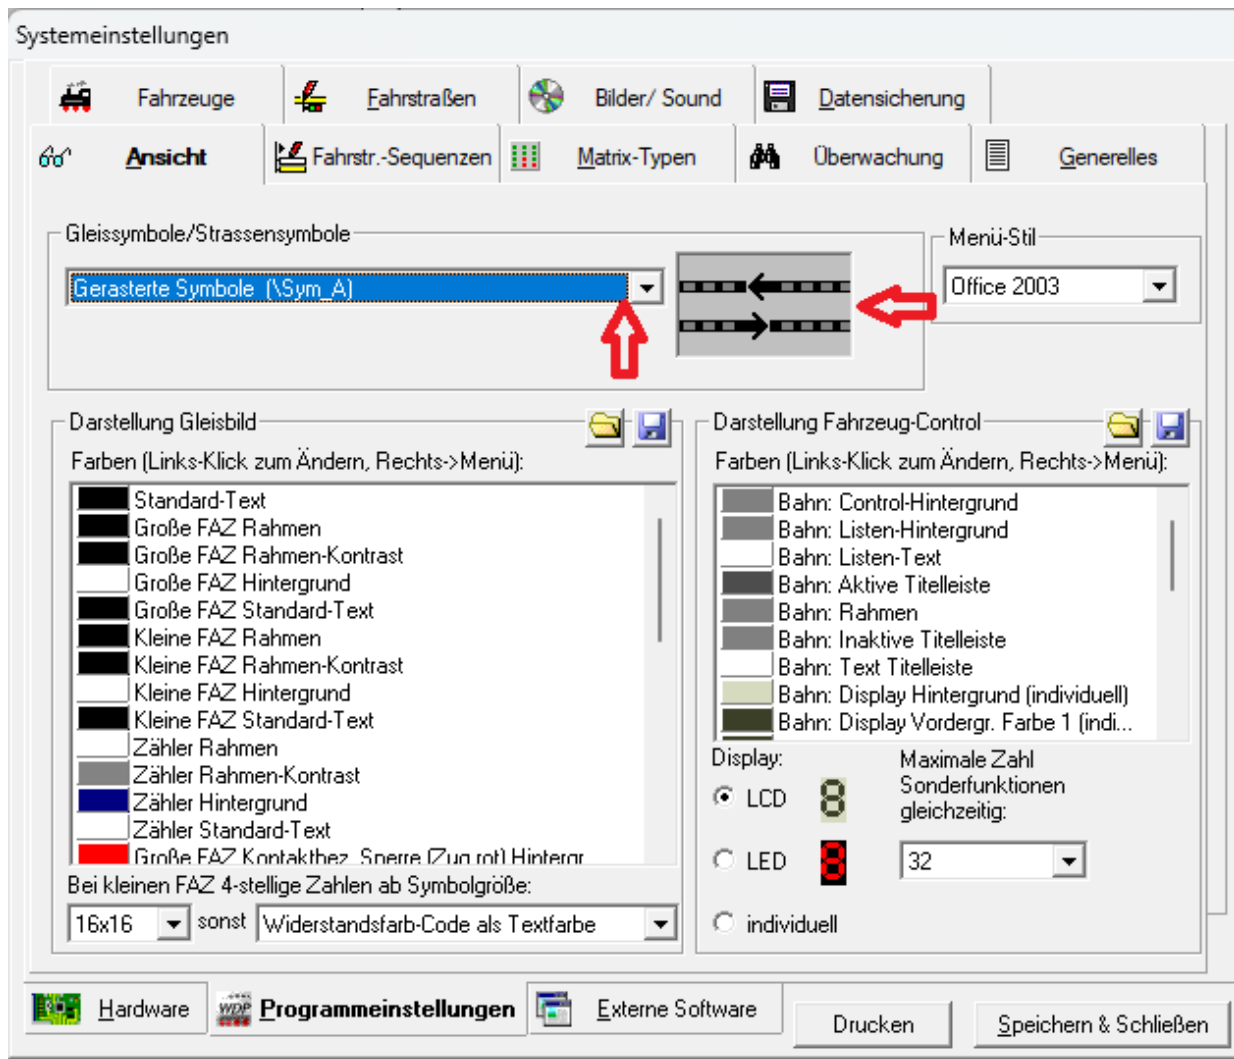 Systemeinstellungen
Fahrzeuge
Fahrstraßen
Bilder/ Sound
Datensicherung
Ansicht
Fahrstr.-Sequenzen
Matrix-Typen
Überwachung
Generelles
Gleissymbole/Strassensymbole
Gerasterte Symbole (\Sym_A)
Menü-Stil
Office 2003
Darstellung Gleisbild
Farben (Links-Klick zum Ändern, Rechts->Menü):
Standard-Text
Große FAZ Rahmen
Große FAZ Rahmen-Kontrast
Große FAZ Hintergrund
Große FAZ Standard-Text
Kleine FAZ Rahmen
Kleine FAZ Rahmen-Kontrast
Kleine FAZ Hintergrund
Kleine FAZ Standard-Text
Zähler Rahmen
Zähler Rahmen-Kontrast
Zähler Hintergrund
Zähler Standard-Text
Große FAZ Kontaktbez. Sperre (Zug rot) Hintergr
Bei kleinen FAZ 4-stellige Zahlen ab Symbolgröße:
16x16 sonst Widerstandsfarb-Code als Textfarbe
Darstellung Fahrzeug-Control
Farben (Links-Klick zum Ändern, Rechts->Menü):
Bahn: Control-Hintergrund
Bahn: Listen-Hintergrund
Bahn: Listen-Text
Bahn: Aktive Titelleiste
Bahn: Rahmen
Bahn: Inaktive Titelleiste
Bahn: Text Titelleiste
Bahn: Display Hintergrund (individuell)
Bahn: Display Vordergr. Farbe 1 (indi...
Display:
LCD 8
LED 8
individuell
Maximale Zahl
Sonderfunktionen
gleichzeitig:
32
Hardware
WDP
Programmeinstellungen
Externe Software
Drucken
Speichern & Schließen